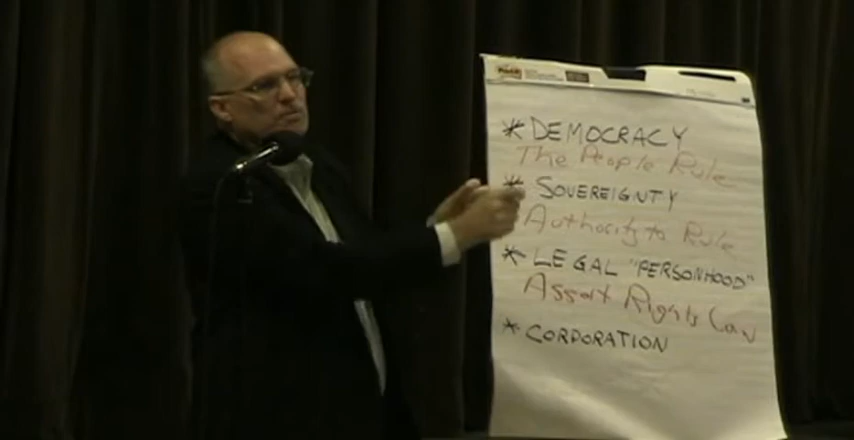 * DEMOCRACY
The People Rule
* SOVEREIGNTY
Authority to Rule
* LEGAL "PERSONHOOD"
Assert Rights Law
* CORPORATION